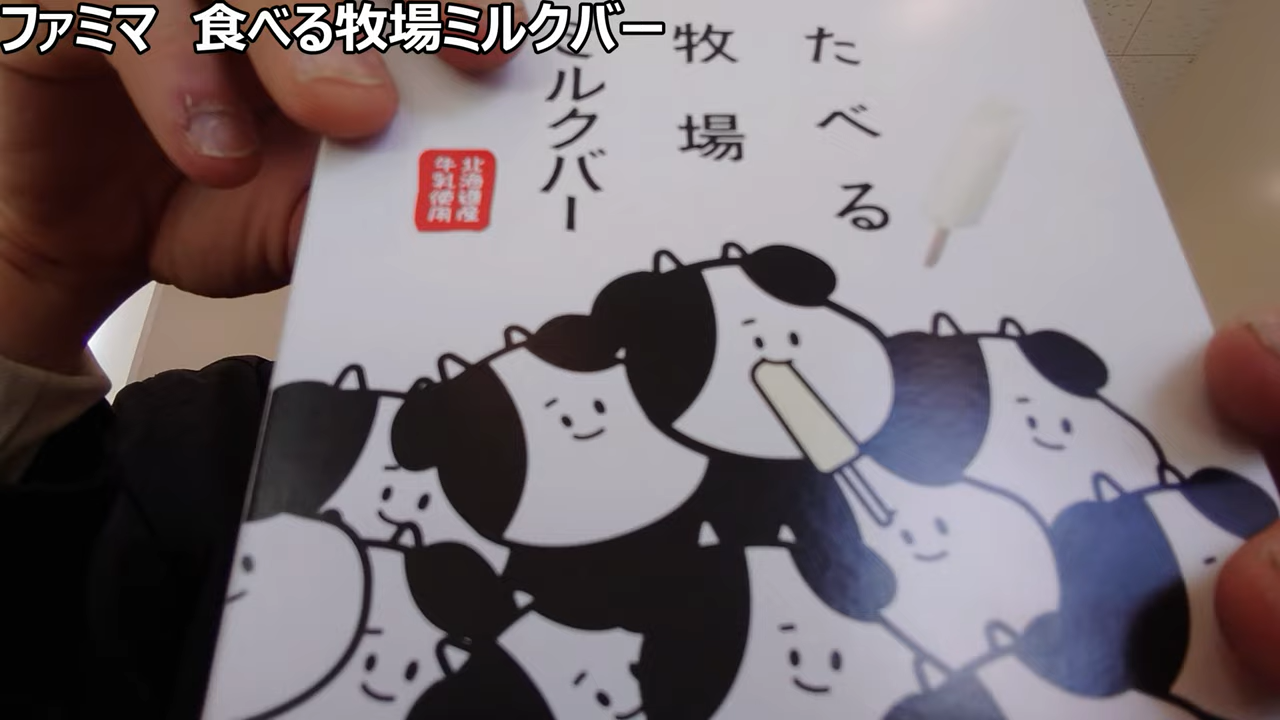 ファミマ　食べる牧場ミルクバー
たべる
牧場
ミルクバー
北海道産
牛乳使用